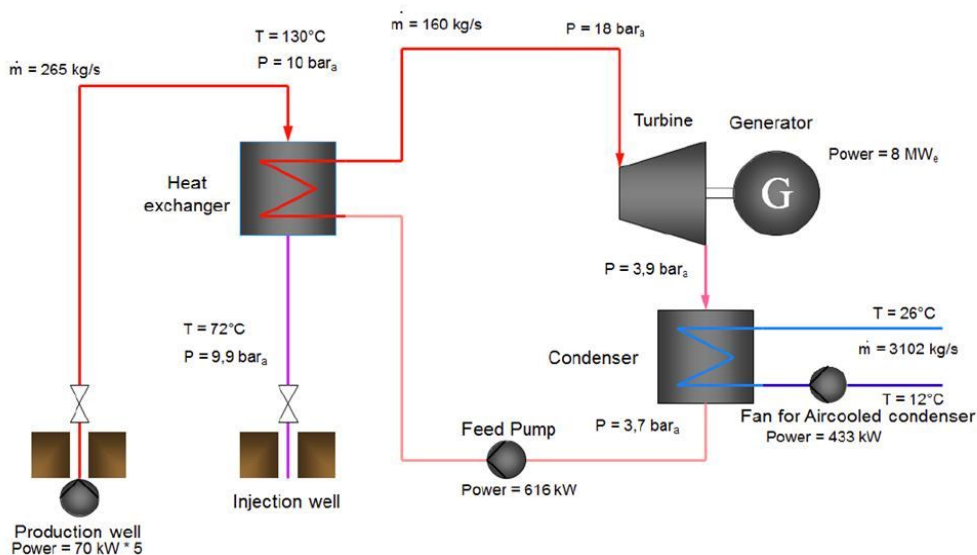 ṁ = 265 kg/s
T = 130°C
P = 10 barₐ
ṁ = 160 kg/s
P = 18 barₐ
Turbine
Generator
Power = 8 MWₑ
G
Heat
exchanger
P = 3,9 barₐ
T = 72°C
P = 9,9 barₐ
Condenser
T = 26°C
ṁ = 3102 kg/s
T = 12°C
Fan for Aircooled condenser
Power = 433 kW
P = 3,7 barₐ
Feed Pump
Power = 616 kW
Injection well
Production well
Power = 70 kW * 5